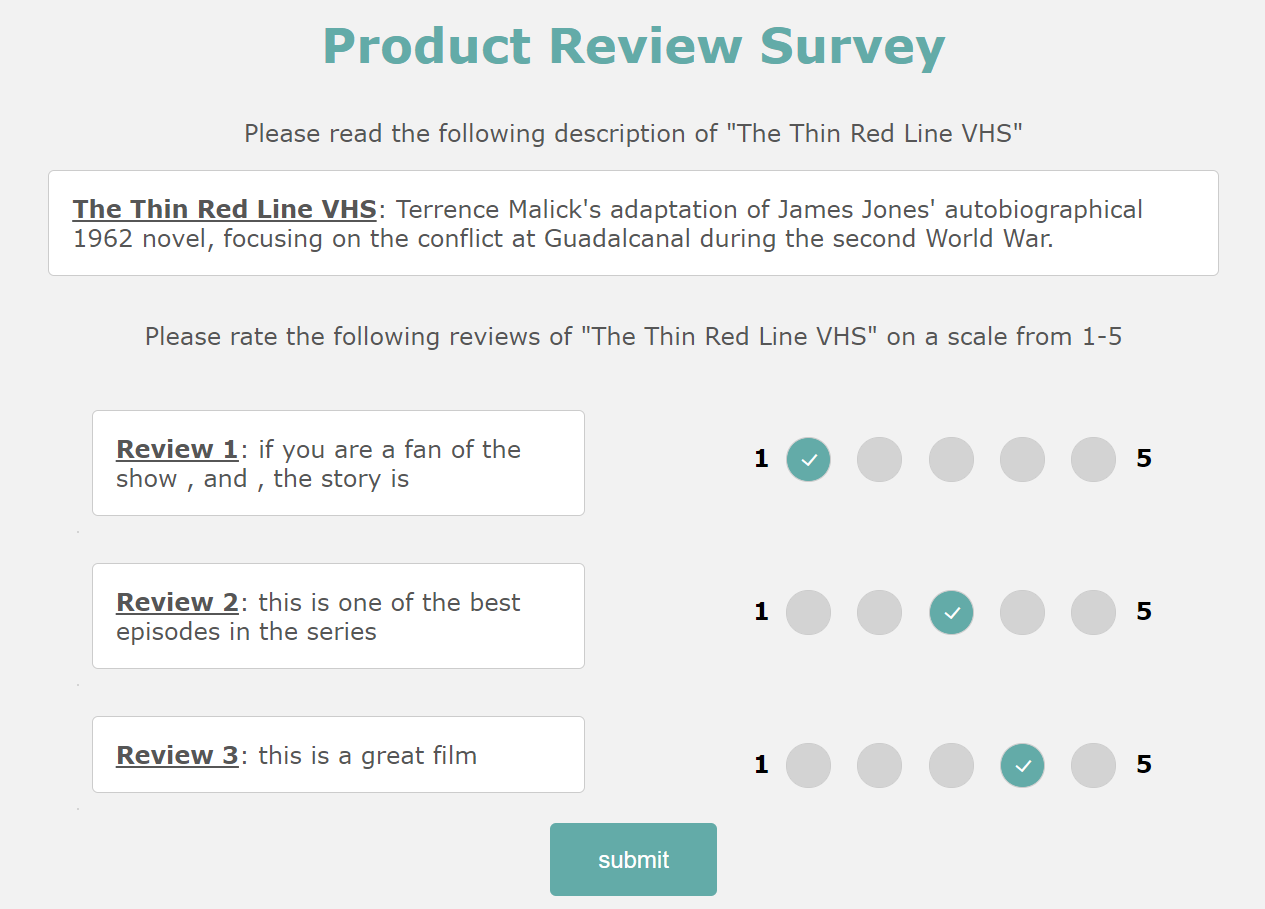 Product Review Survey
Please read the following description of "The Thin Red Line VHS"
The Thin Red Line VHS: Terrence Malick's adaptation of James Jones' autobiographical
1962 novel, focusing on the conflict at Guadalcanal during the second World War.
Please rate the following reviews of "The Thin Red Line VHS" on a scale from 1-5
Review 1: if you are a fan of the
show , and , the story is
1 5
Review 2: this is one of the best
episodes in the series
1 5
Review 3: this is a great film
1 5
submit